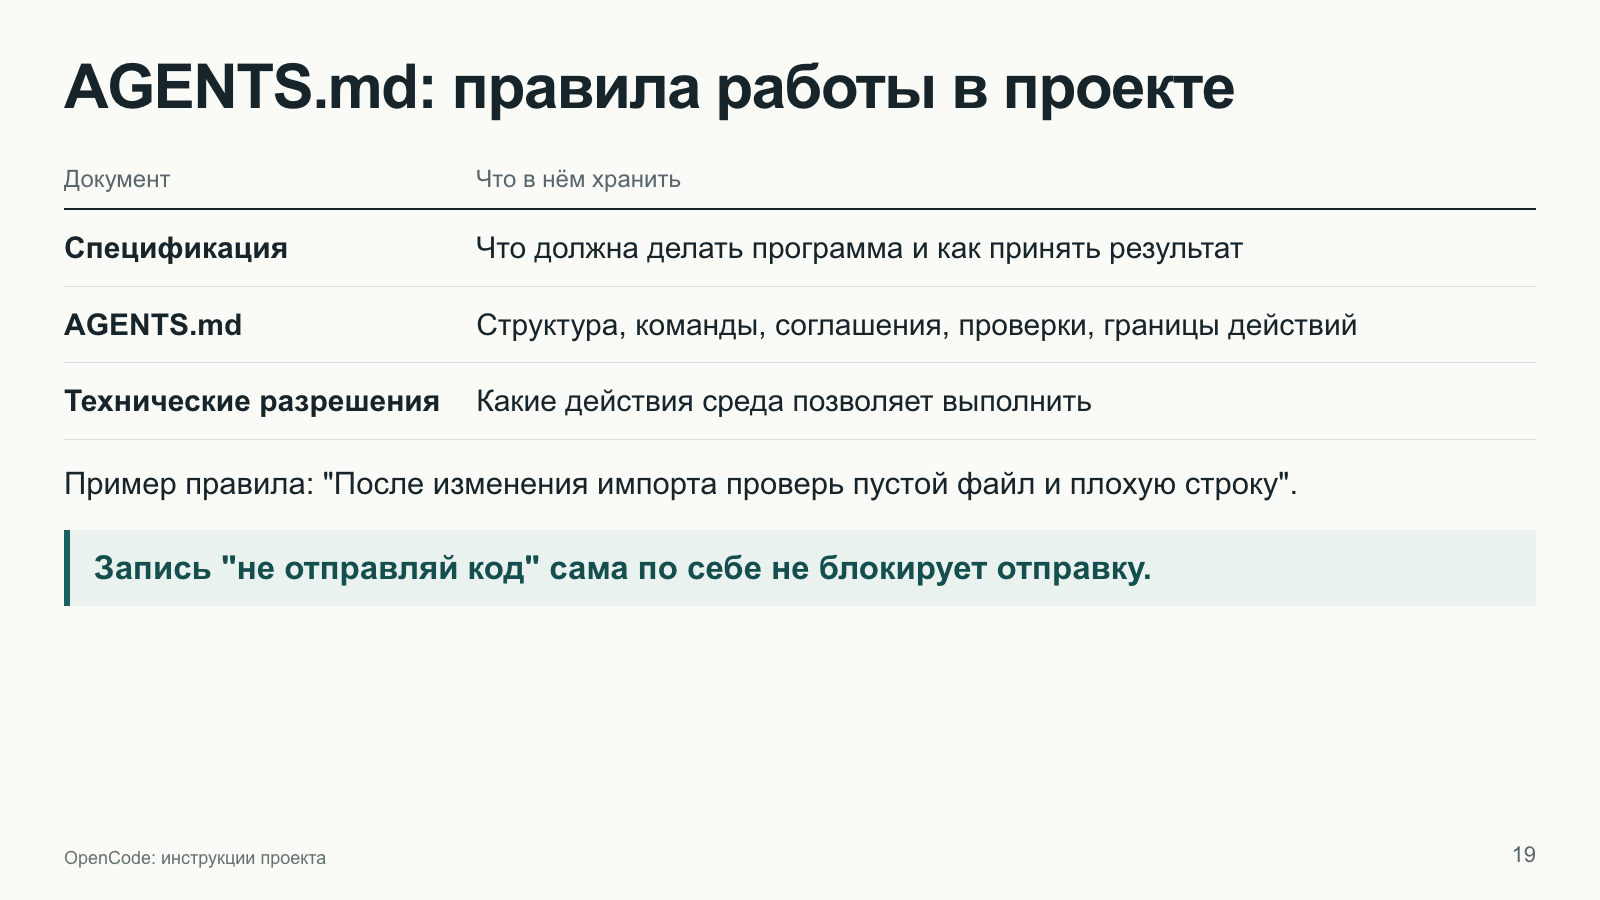 AGENTS.md: правила работы в проекте
Документ Что в нём хранить
Спецификация Что должна делать программа и как принять результат
AGENTS.md Структура, команды, соглашения, проверки, границы действий
Технические разрешения Какие действия среда позволяет выполнить
Пример правила: "После изменения импорта проверь пустой файл и плохую строку".
Запись "не отправляй код" сама по себе не блокирует отправку.
OpenCode: инструкции проекта 19